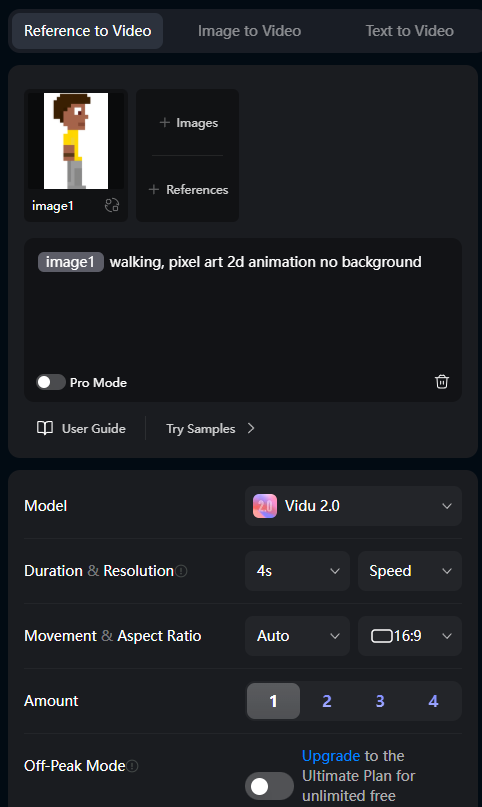 Reference to Video
Image to Video
Text to Video
+ Images
image1
+ References
image1 walking, pixel art 2d animation no background
Pro Mode
User Guide
Try Samples
Model
2.0 Vidu 2.0
Duration & Resolution
4s
Speed
Movement & Aspect Ratio
Auto
16:9
Amount
1 2 3 4
Off-Peak Mode
Upgrade to the
Ultimate Plan for
unlimited free